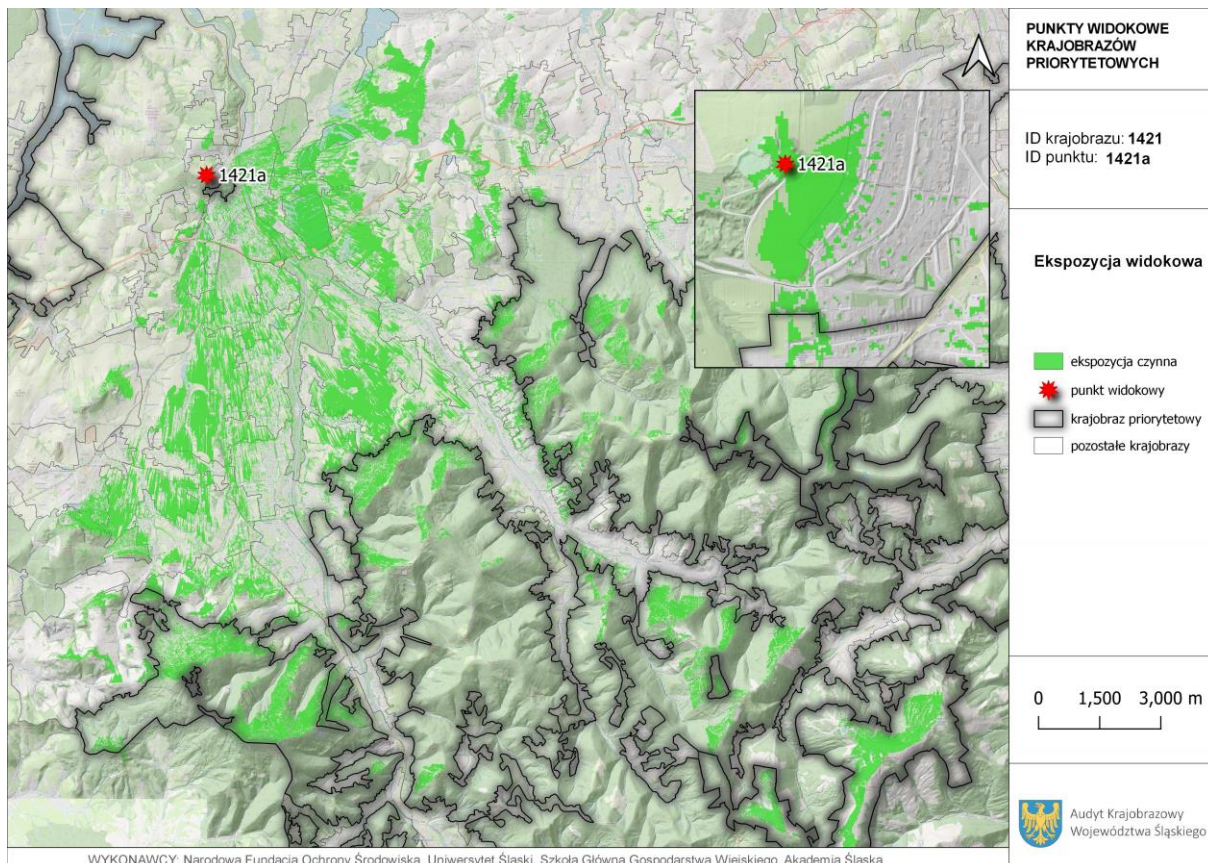 PUNKTY WIDOKOWE
KRAJOBRAZÓW
PRIORYTETOWYCH
ID krajobrazu: 1421
ID punktu: 1421a
Ekspozycja widokowa
ekspozycja czynna
punkt widokowy
krajobraz priorytetowy
pozostałe krajobrazy
0 1,500 3,000 m
Audyt Krajobrazowy
Województwa Śląskiego
1421a
1421a
WYKONAWCY: Narodowa Fundacja Ochrony Środowiska, Uniwersytet Śląski, Szkoła Główna Gospodarstwa Wiejskiego, Akademia Śląska